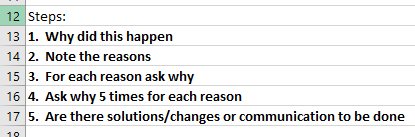 12 Steps:
13 1. Why did this happen
14 2. Note the reasons
15 3. For each reason ask why
16 4. Ask why 5 times for each reason
17 5. Are there solutions/changes or communication to be done